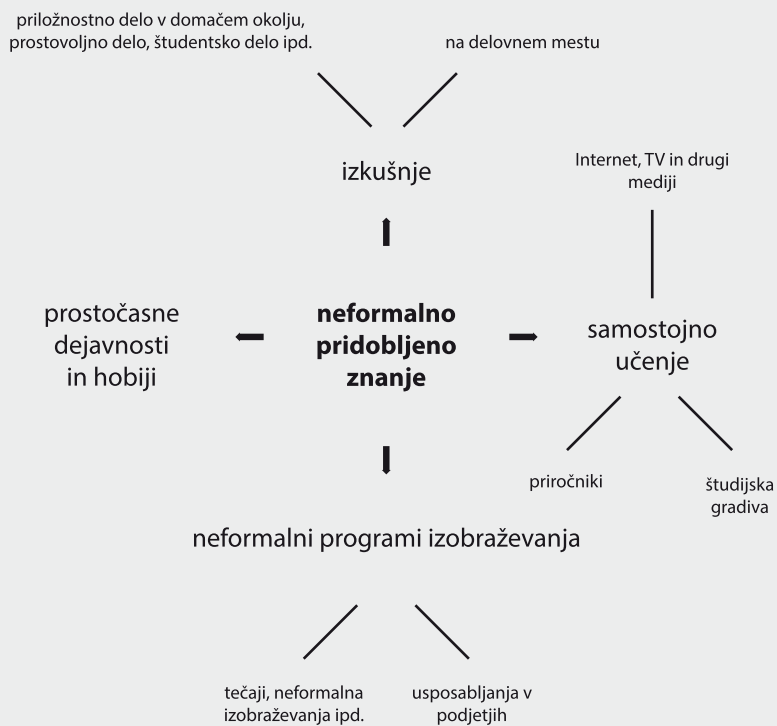 priložnostno delo v domačem okolju,
prostovoljno delo, študentsko delo ipd.
na delovnem mestu
izkušnje
Internet, TV in drugi
mediji
prostočasne
dejavnosti
in hobiji
neformalno
pridobljeno
znanje
samostojno
učenje
priročniki
študijska
gradiva
neformalni programi izobraževanja
tečaji, neformalna
izobraževanja ipd.
usposabljanja v
podjetjih